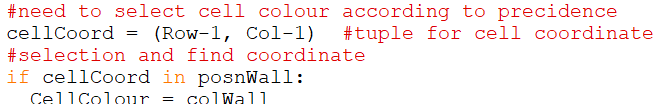 #need to select cell colour according to precidence
cellCoord = (Row-1, Col-1)  #tuple for cell coordinate
#selection and find coordinate
if cellCoord in posnWall:
  CellColour = colWall